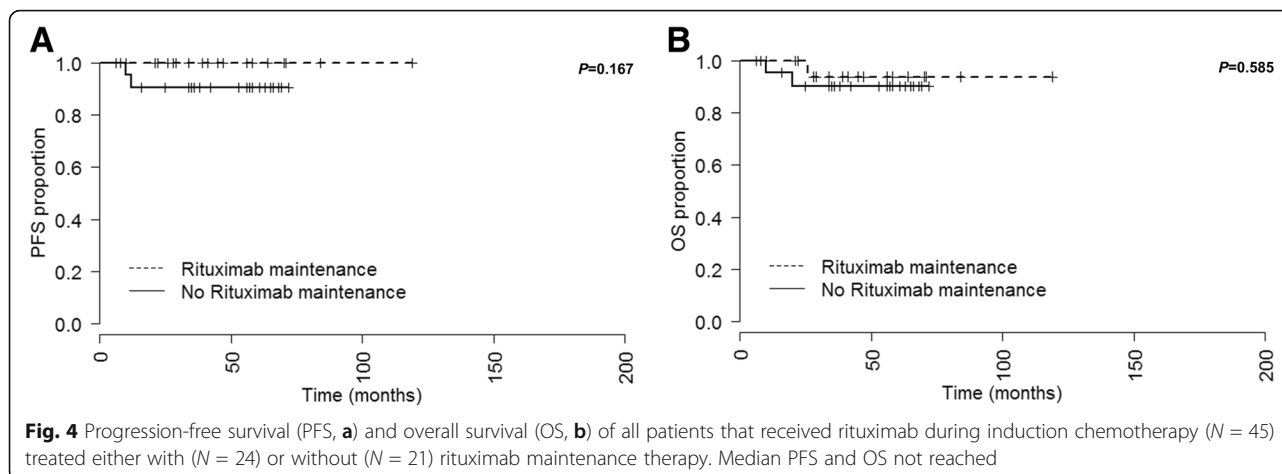 A
P=0.167
1.0
0.8
0.6
0.4
0.2
0.0
PFS proportion
Rituximab maintenance
No Rituximab maintenance
0
50
100
150
200
Time (months)
B
P=0.585
1.0
0.8
0.6
0.4
0.2
0.0
OS proportion
Rituximab maintenance
No Rituximab maintenance
0
50
100
150
200
Time (months)
Fig. 4 Progression-free survival (PFS, a) and overall survival (OS, b) of all patients that received rituximab during induction chemotherapy (N = 45)
treated either with (N = 24) or without (N = 21) rituximab maintenance therapy. Median PFS and OS not reached